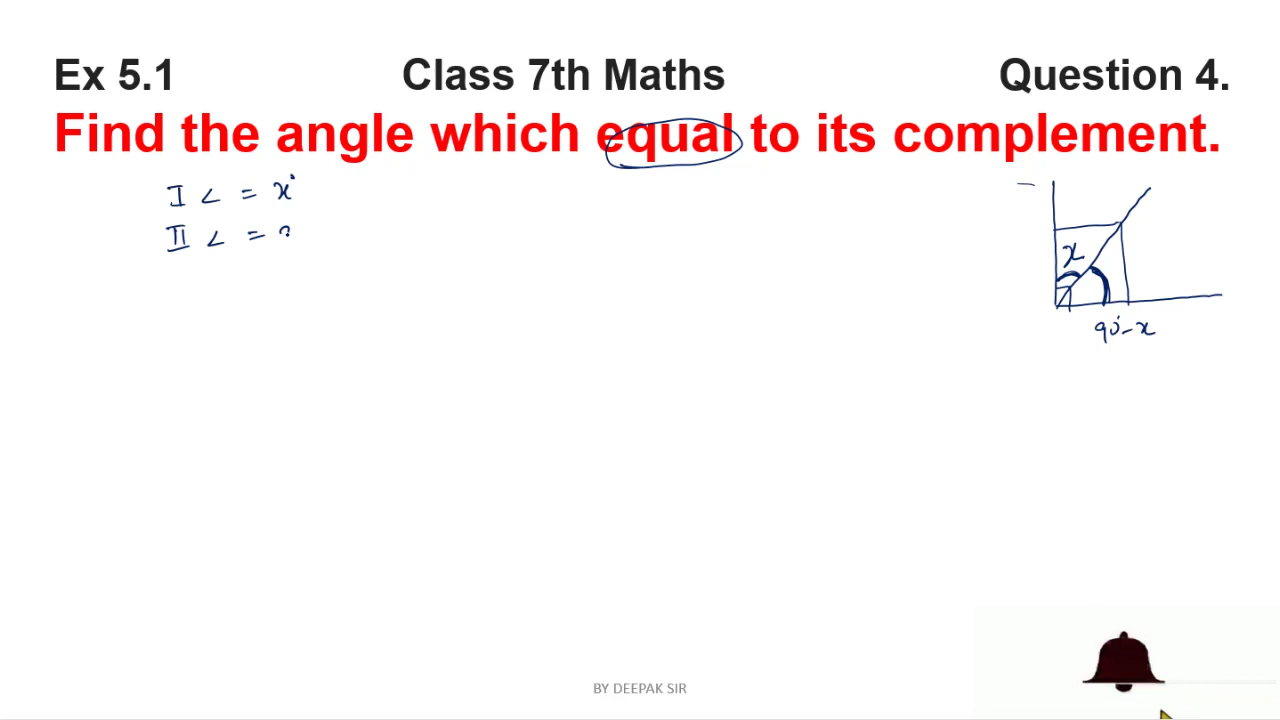 Ex 5.1 Class 7th Maths Question 4.
Find the angle which equal to its complement.
I ∠ = x°
II ∠ =
x
90°-x
BY DEEPAK SIR